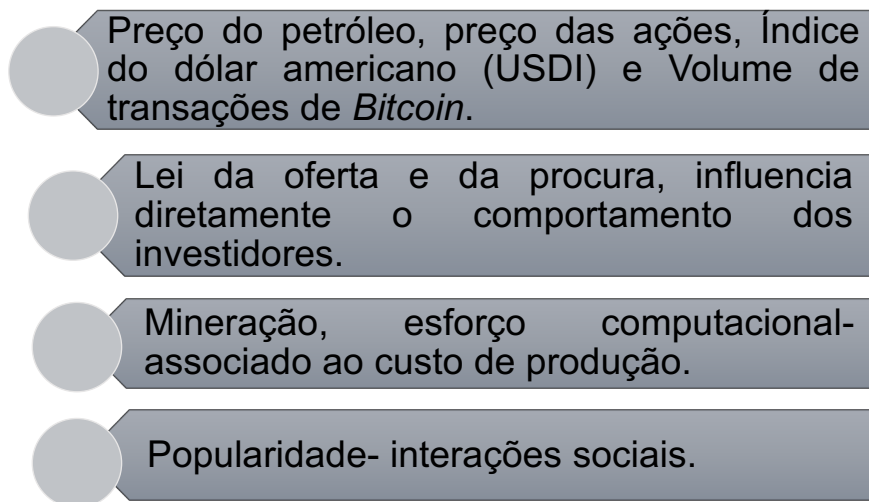 Preço do petróleo, preço das ações, Índice
do dólar americano (USDI) e Volume de
transações de Bitcoin.
Lei da oferta e da procura, influencia
diretamente o comportamento dos
investidores.
Mineração, esforço computacional-
associado ao custo de produção.
Popularidade- interações sociais.